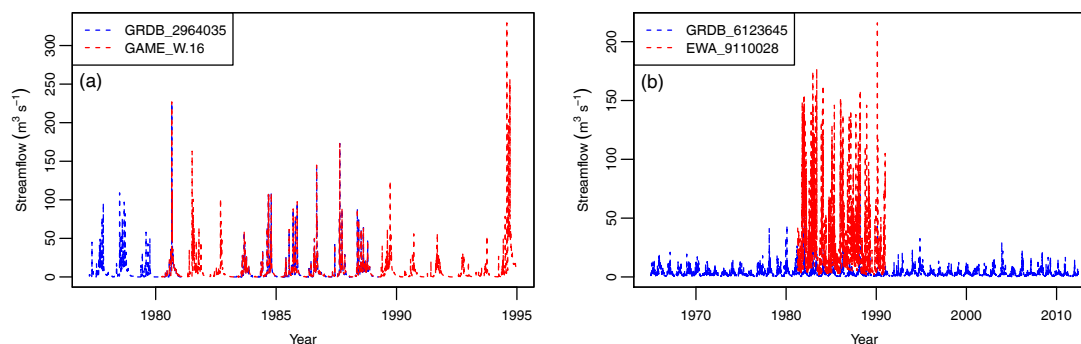 GRDB_2964035
GAME_W.16
(a)
Streamflow (m³ s⁻¹)
0
50
100
150
200
250
300
1980
1985
1990
1995
Year
GRDB_6123645
EWA_9110028
(b)
Streamflow (m³ s⁻¹)
0
50
100
150
200
1970
1980
1990
2000
2010
Year